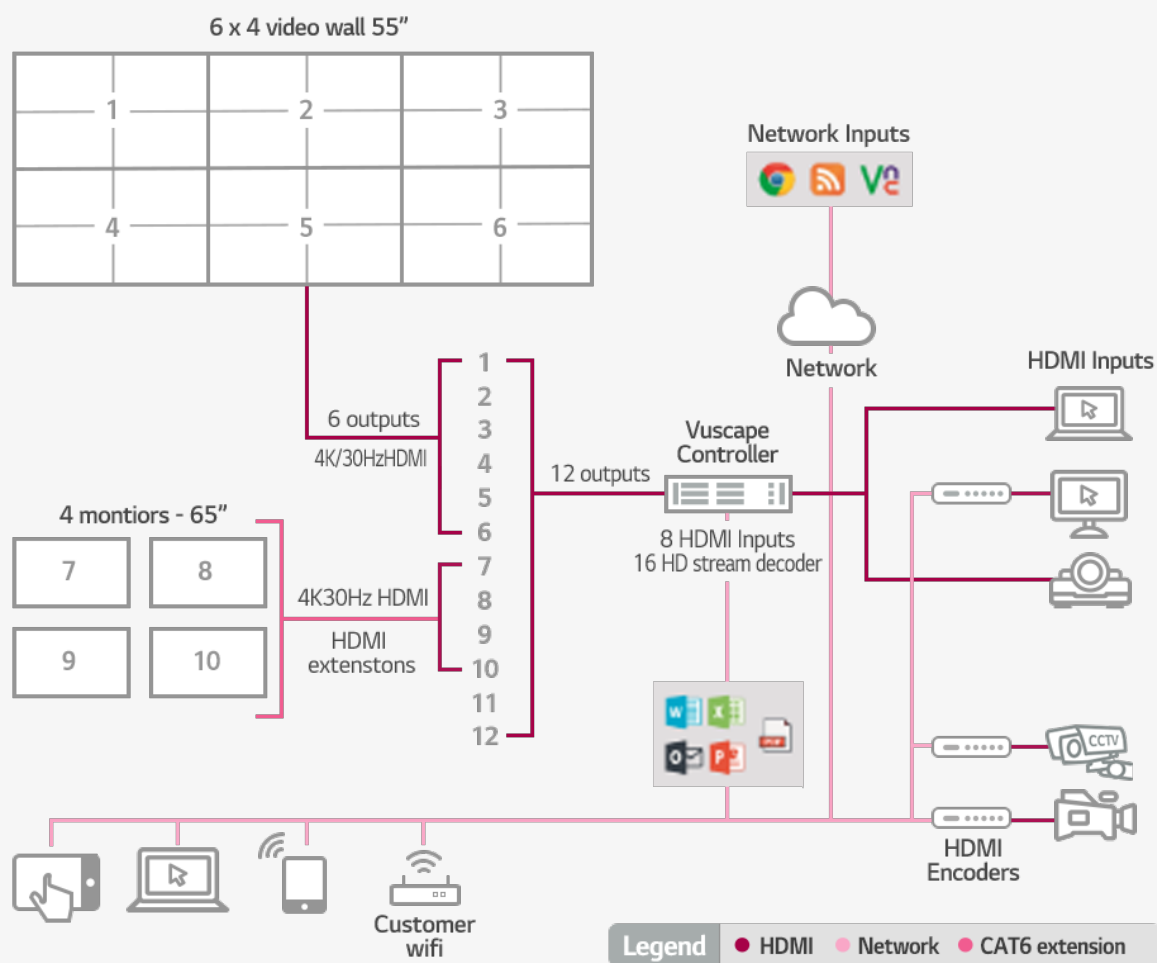 6 x 4 video wall 55”
1
2
3
4
5
6
Network Inputs
Vnc
Network
HDMI Inputs
6 outputs
4K/30HzHDMI
1
2
3
4
5
6
7
8
9
10
11
12
12 outputs
Vuscape
Controller
8 HDMI Inputs
16 HD stream decoder
4 montiors - 65”
7
8
9
10
4K30Hz HDMI
HDMI
extenstons
W
X
O
P
PDF
CCTV
HDMI
Encoders
Customer
wifi
Legend
HDMI
Network
CAT6 extension